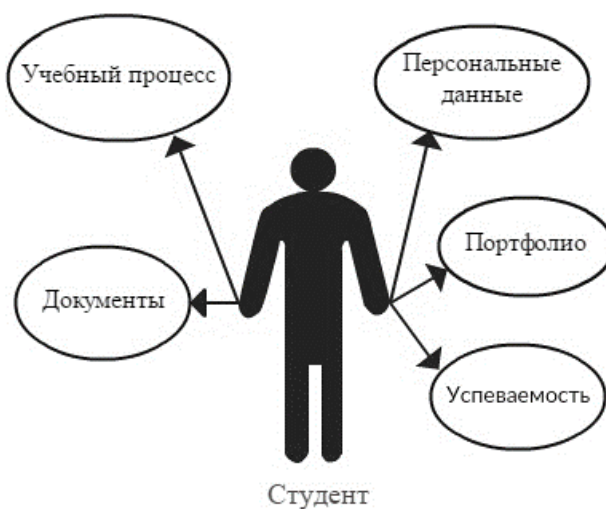 Учебный процесс
Персональные
данные
Портфолио
Документы
Успеваемость
Студент